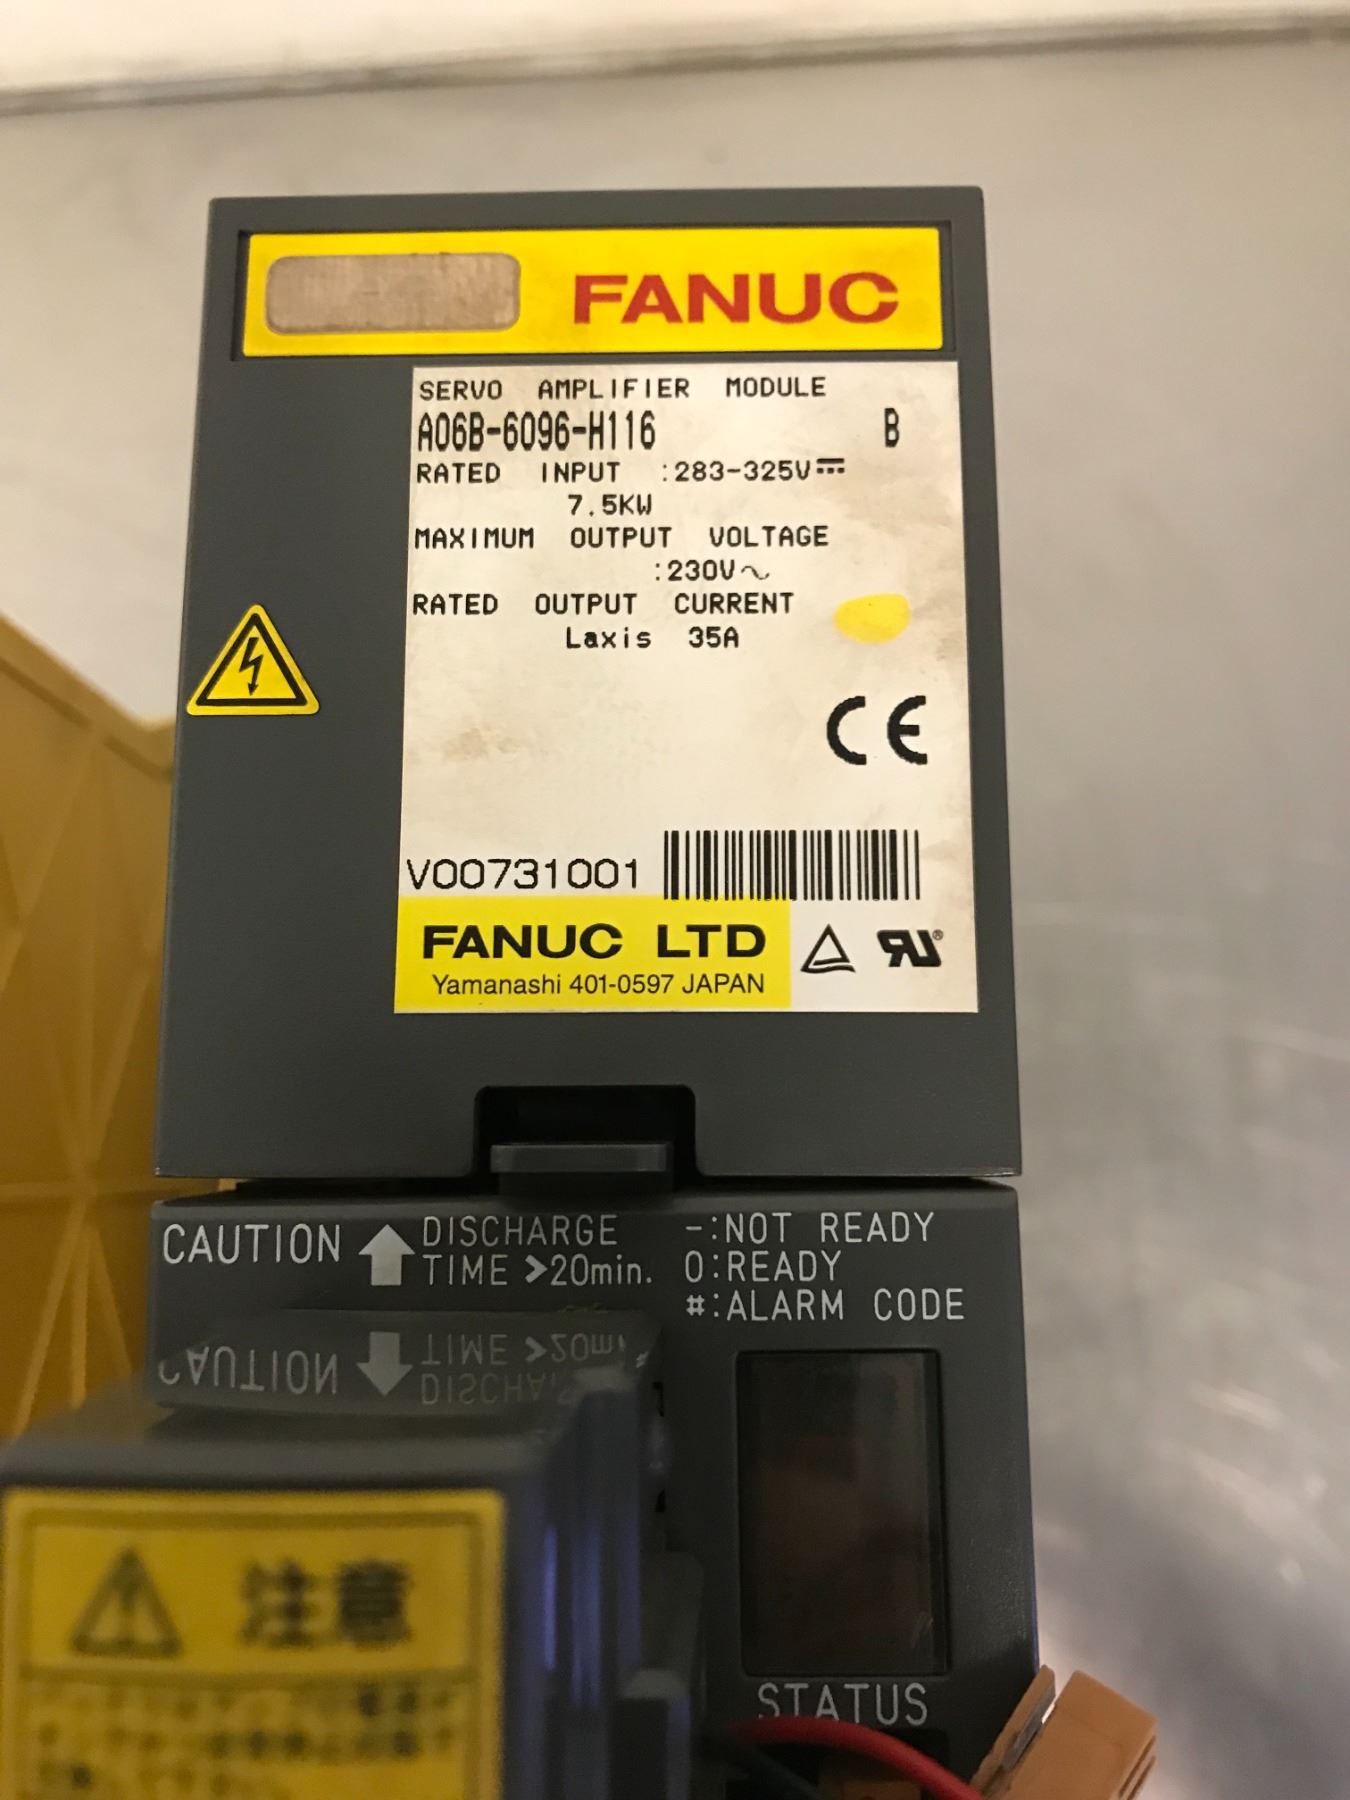 FANUC
SERVO AMPLIFIER MODULE
A06B-6096-H116 B
RATED INPUT :283-325V⎓
7.5KW
MAXIMUM OUTPUT VOLTAGE
:230V~
RATED OUTPUT CURRENT
Laxis 35A
CE
V00731001
FANUC LTD
Yamanashi 401-0597 JAPAN
CAUTION ⬆ DISCHARGE TIME >20min.
-:NOT READY
0:READY
#:ALARM CODE
注意
STATUS